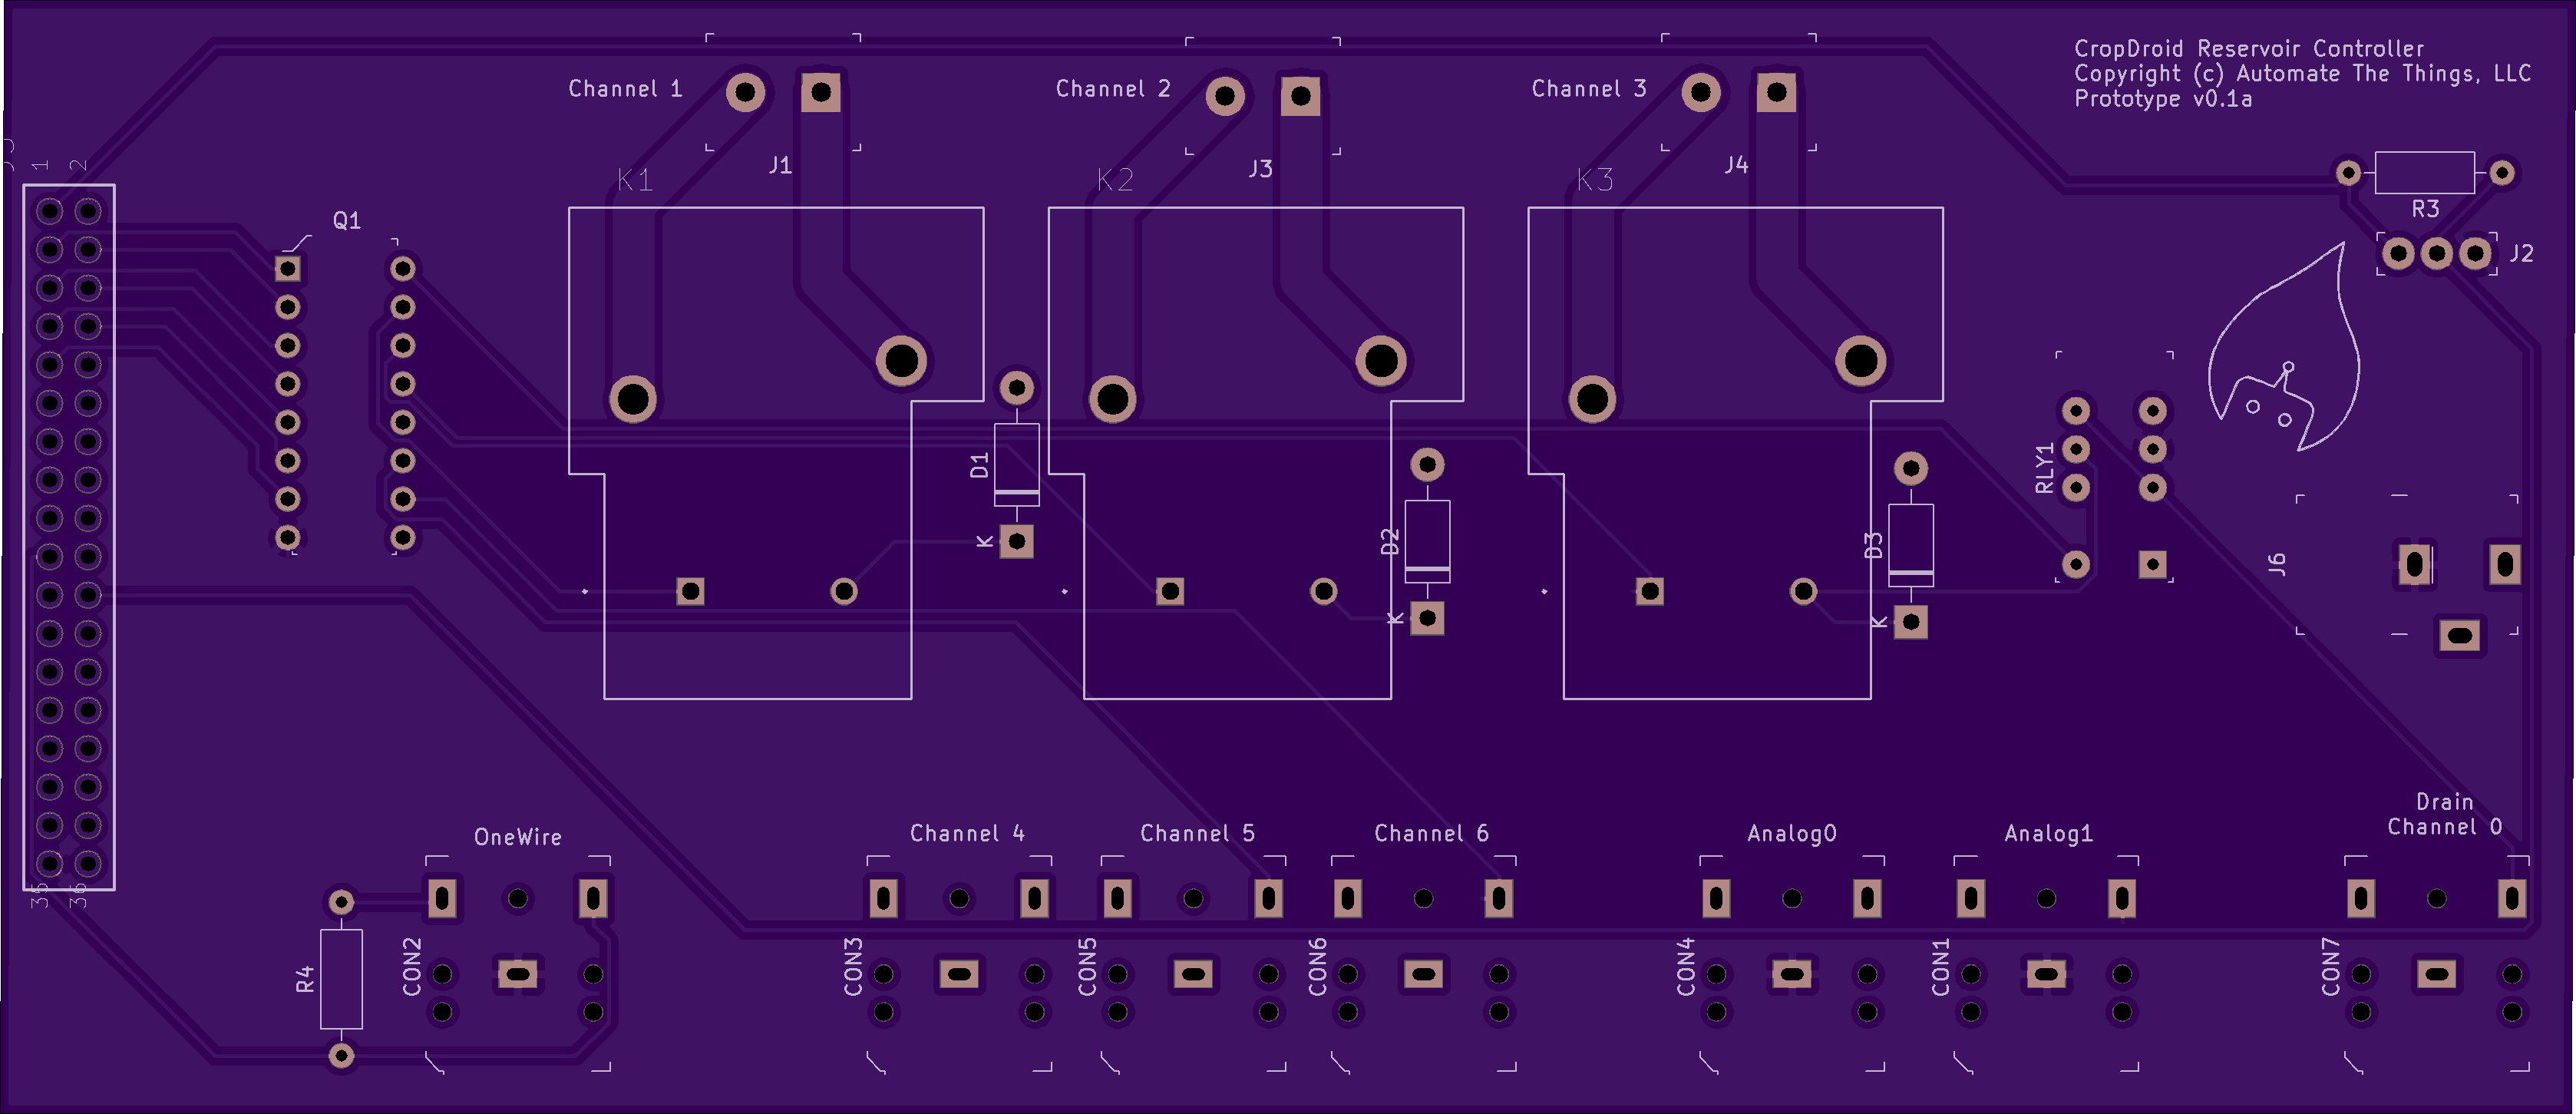 CropDroid Reservoir Controller
Copyright (c) Automate The Things, LLC
Prototype v0.1a
Channel 1
Channel 2
Channel 3
J1
J3
J4
K1
K2
K3
1
2
Q1
R3
J2
D1
K
D2
K
D3
K
RLY1
J6
35
36
OneWire
Channel 4
Channel 5
Channel 6
Analog0
Analog1
Drain
Channel 0
R4
CON2
CON3
CON5
CON6
CON4
CON1
CON7